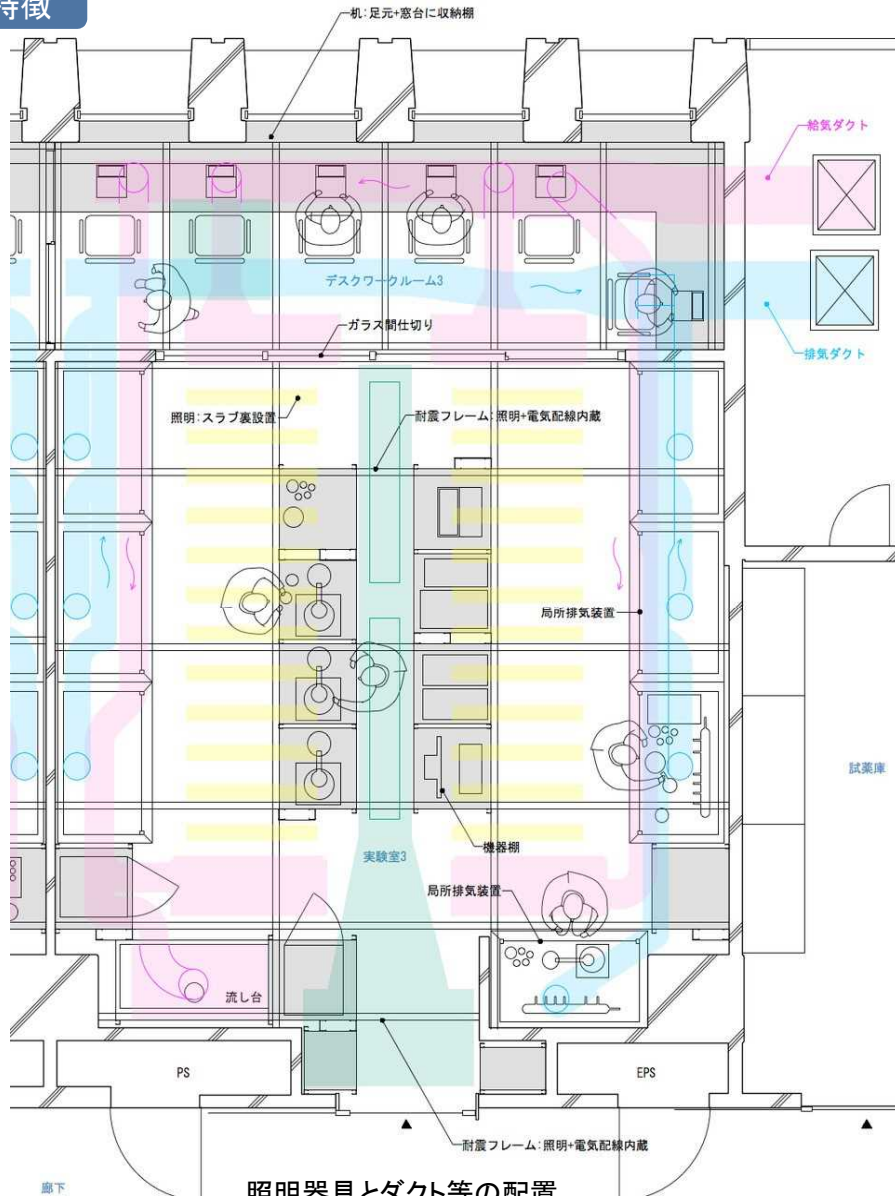 特徴
机：足元+窓台に収納棚
給気ダクト
デスクワークルーム3
ガラス間仕切り
排気ダクト
照明：スラブ裏設置
耐震フレーム：照明+電気配線内蔵
局所排気装置
試薬庫
機器棚
実験室3
局所排気装置
流し台
PS
EPS
耐震フレーム：照明+電気配線内蔵
廊下
照明器具とダクト等の配置